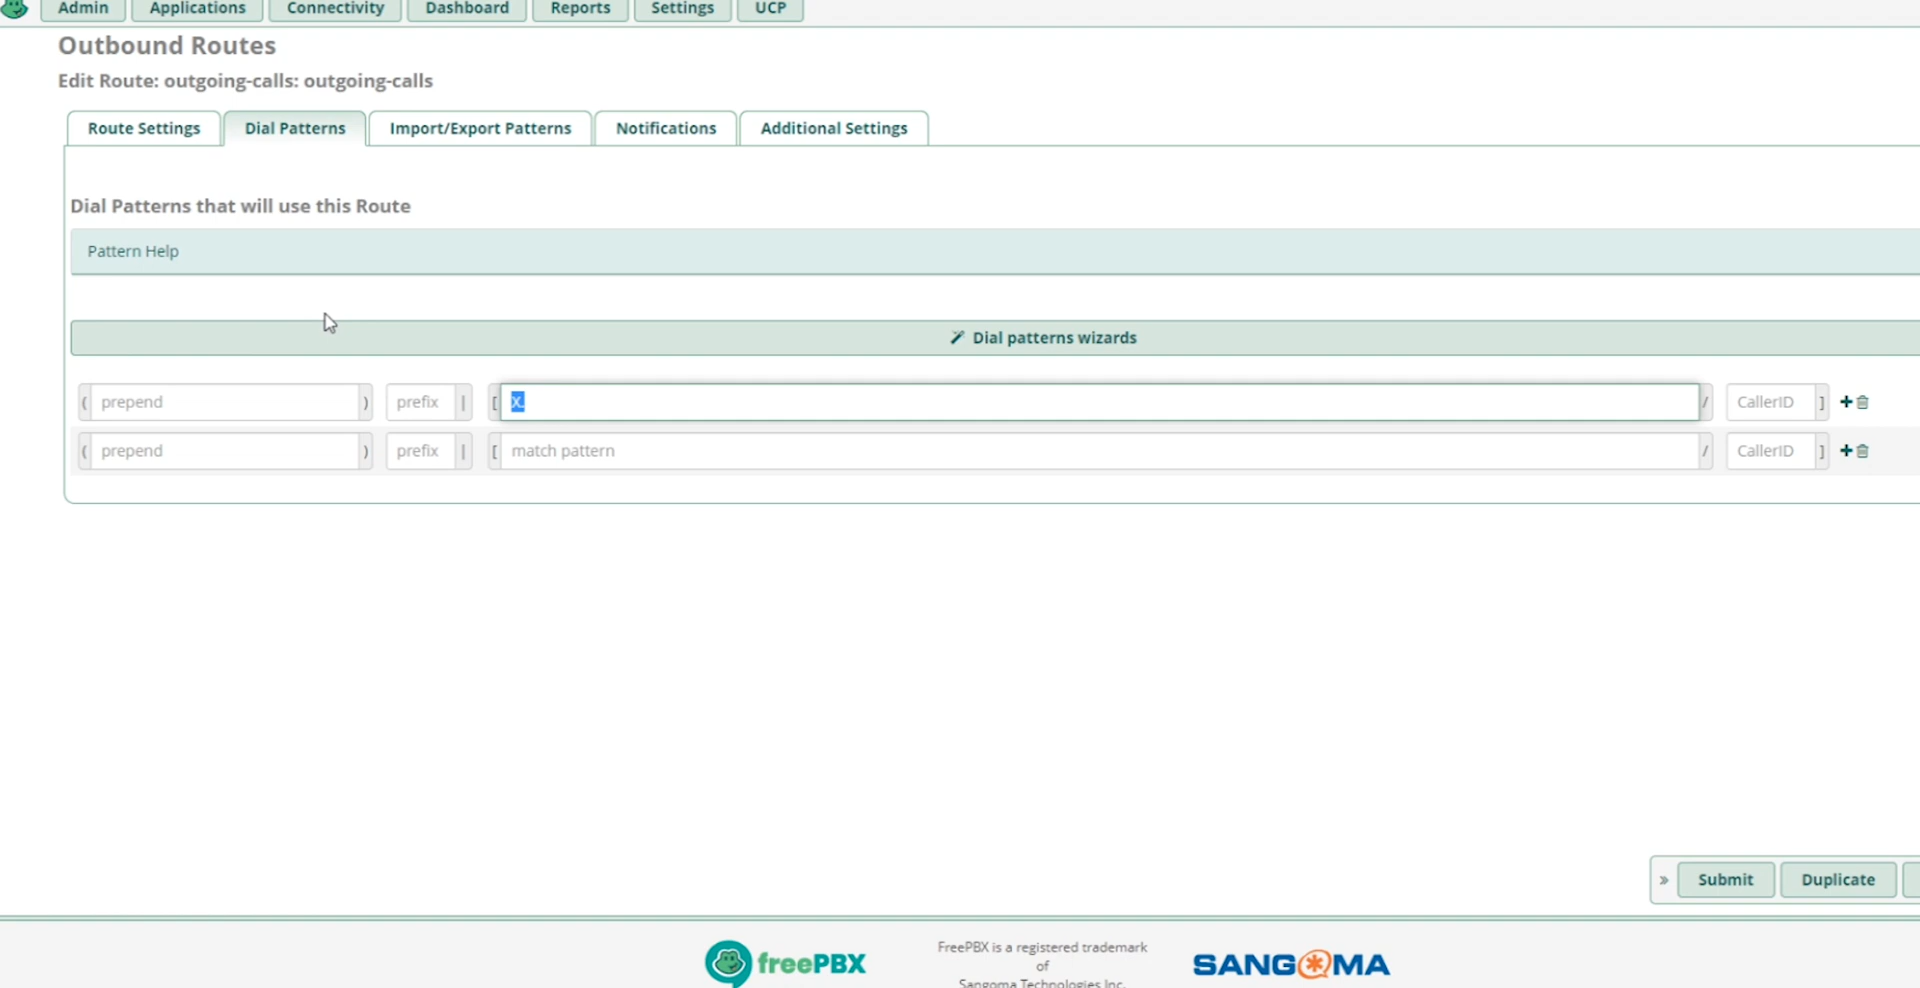 Admin Applications Connectivity Dashboard Reports Settings UCP
Outbound Routes
Edit Route: outgoing-calls: outgoing-calls
Route Settings Dial Patterns Import/Export Patterns Notifications Additional Settings
Dial Patterns that will use this Route
Pattern Help
Dial patterns wizards
( prepend ) prefix | [ X. / CallerID ]
( prepend ) prefix | [ match pattern / CallerID ]
» Submit Duplicate
freePBX
FreePBX is a registered trademark
of
Sangoma Technologies Inc.
SANGOMA